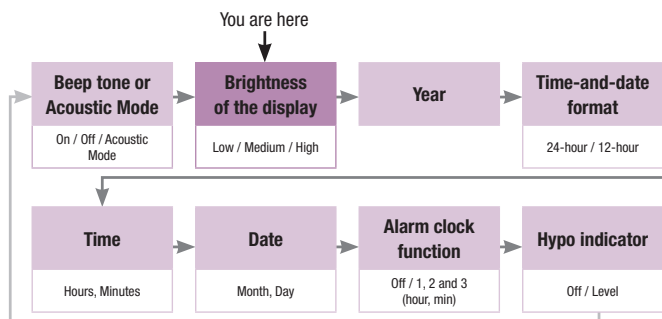 You are here
Beep tone or
Acoustic Mode
On / Off / Acoustic
Mode
Brightness
of the display
Low / Medium / High
Year
Time-and-date
format
24-hour / 12-hour
Time
Hours, Minutes
Date
Month, Day
Alarm clock
function
Off / 1, 2 and 3
(hour, min)
Hypo indicator
Off / Level